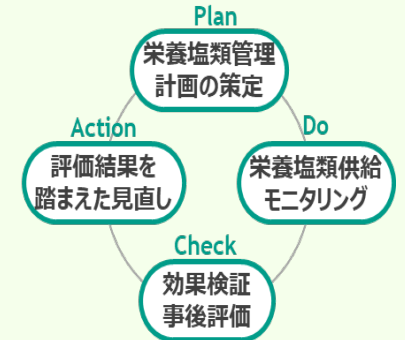 Plan
栄養塩類管理
計画の策定
Action
評価結果を
踏まえた見直し
Do
栄養塩類供給
モニタリング
Check
効果検証
事後評価